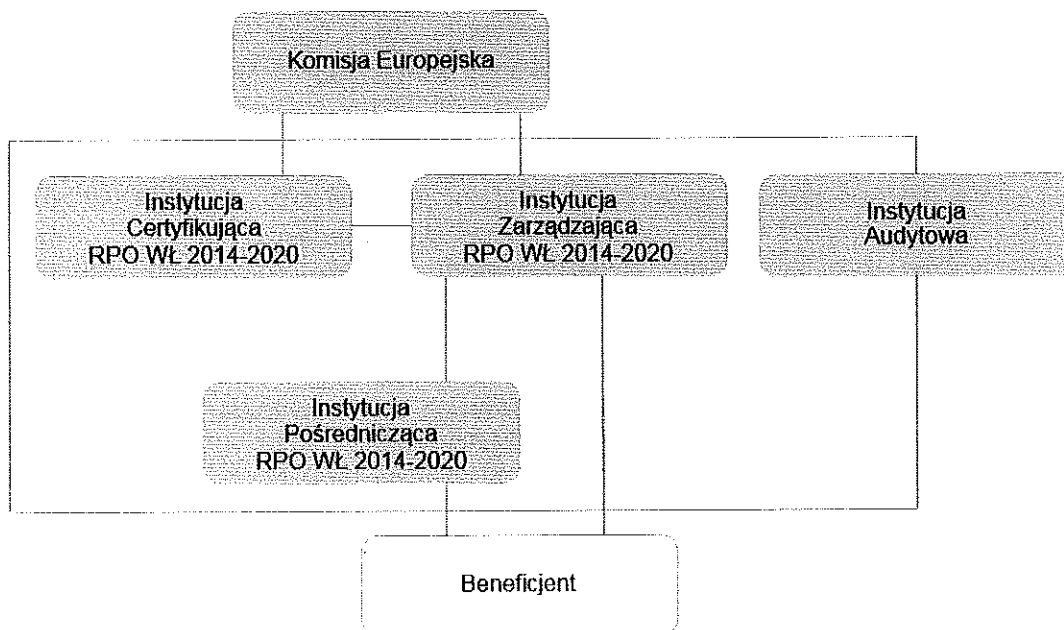 Komisja Europejska
Instytucja
Certyfikująca
RPO WŁ 2014-2020
Instytucja
Zarządzająca
RPO WŁ 2014-2020
Instytucja
Audytowa
Instytucja
Pośrednicząca
RPO WŁ 2014-2020
Beneficjent